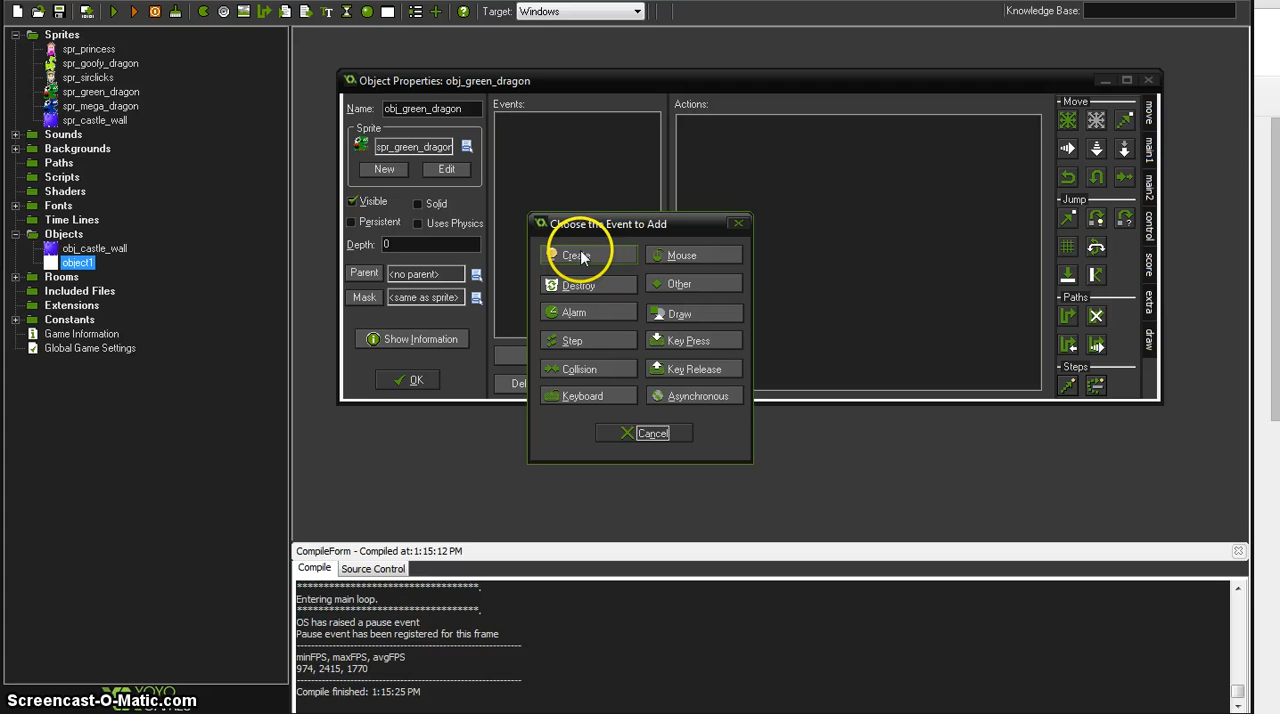 Target: Windows
Knowledge Base:
Sprites
spr_princess
spr_goofy_dragon
spr_sirclicks
spr_green_dragon
spr_mega_dragon
spr_castle_wall
Sounds
Backgrounds
Paths
Scripts
Shaders
Fonts
Time Lines
Objects
obj_castle_wall
object1
Rooms
Included Files
Extensions
Constants
Game Information
Global Game Settings
Object Properties: obj_green_dragon
Name: obj_green_dragon
Sprite
spr_green_dragon
New Edit
Visible Solid
Persistent Uses Physics
Depth: 0
Parent <no parent>
Mask <same as sprite>
Show Information
OK
Events:
Del
Actions:
Choose the Event to Add
Create Mouse
Destroy Other
Alarm Draw
Step Key Press
Collision Key Release
Keyboard Asynchronous
Cancel
Move
Jump
Paths
Steps
move
main1
main2
control
score
extra
draw
CompileForm - Compiled at:1:15:12 PM
Compile Source Control
***********************************.
Entering main loop.
***********************************.
OS has raised a pause event
Pause event has been registered for this frame
minFPS, maxFPS, avgFPS
974, 2415, 1770
Compile finished: 1:15:25 PM
YOYO
Screencast-O-Matic.com